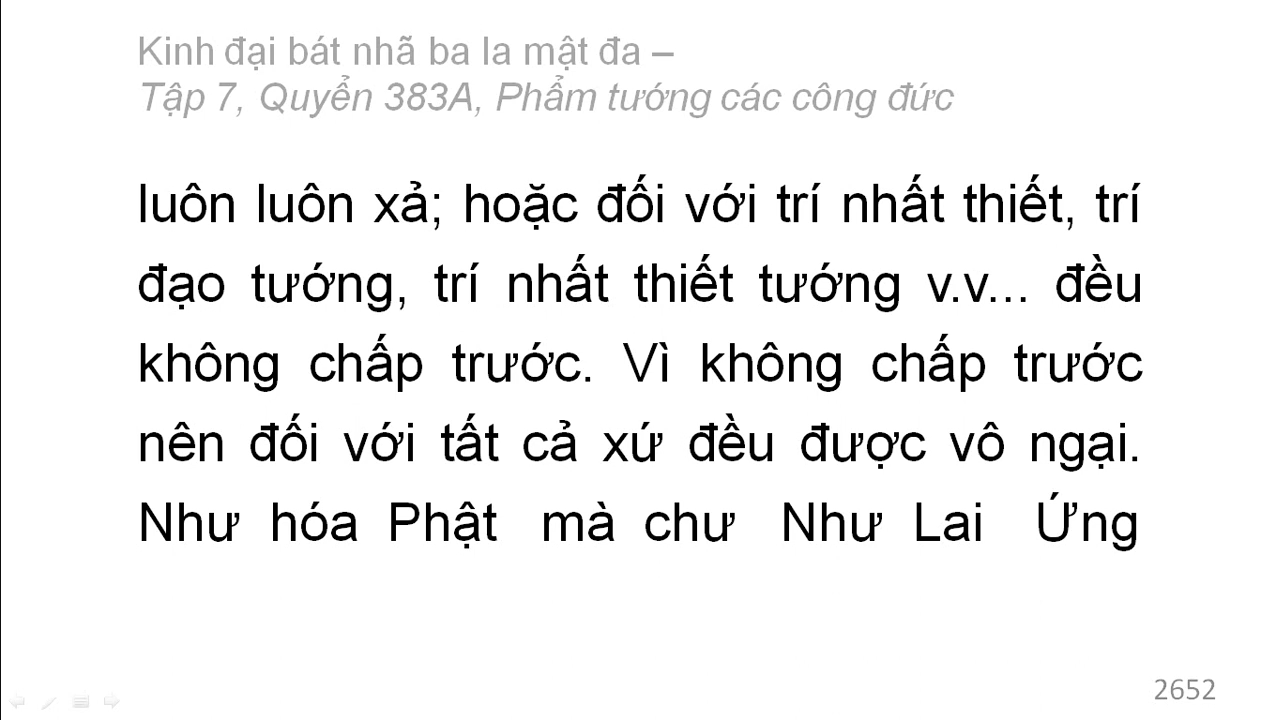 Kinh đại bát nhã ba la mật đa –
Tập 7, Quyển 383A, Phẩm tướng các công đức
luôn luôn xả; hoặc đối với trí nhất thiết, trí
đạo tướng, trí nhất thiết tướng v.v... đều
không chấp trước. Vì không chấp trước
nên đối với tất cả xứ đều được vô ngại.
Như hóa Phật mà chư Như Lai Ứng
2652